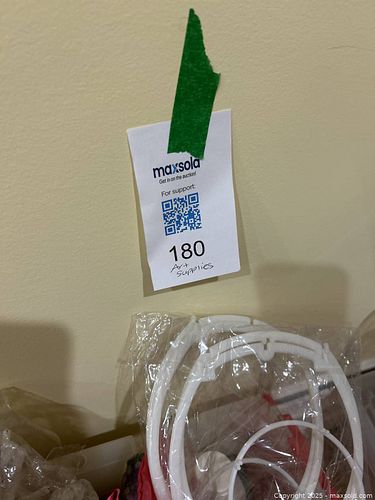 maxsold
Get in on the auction!
For support:
180
Art
Supplies
Copyright 2025 - maxsold.com